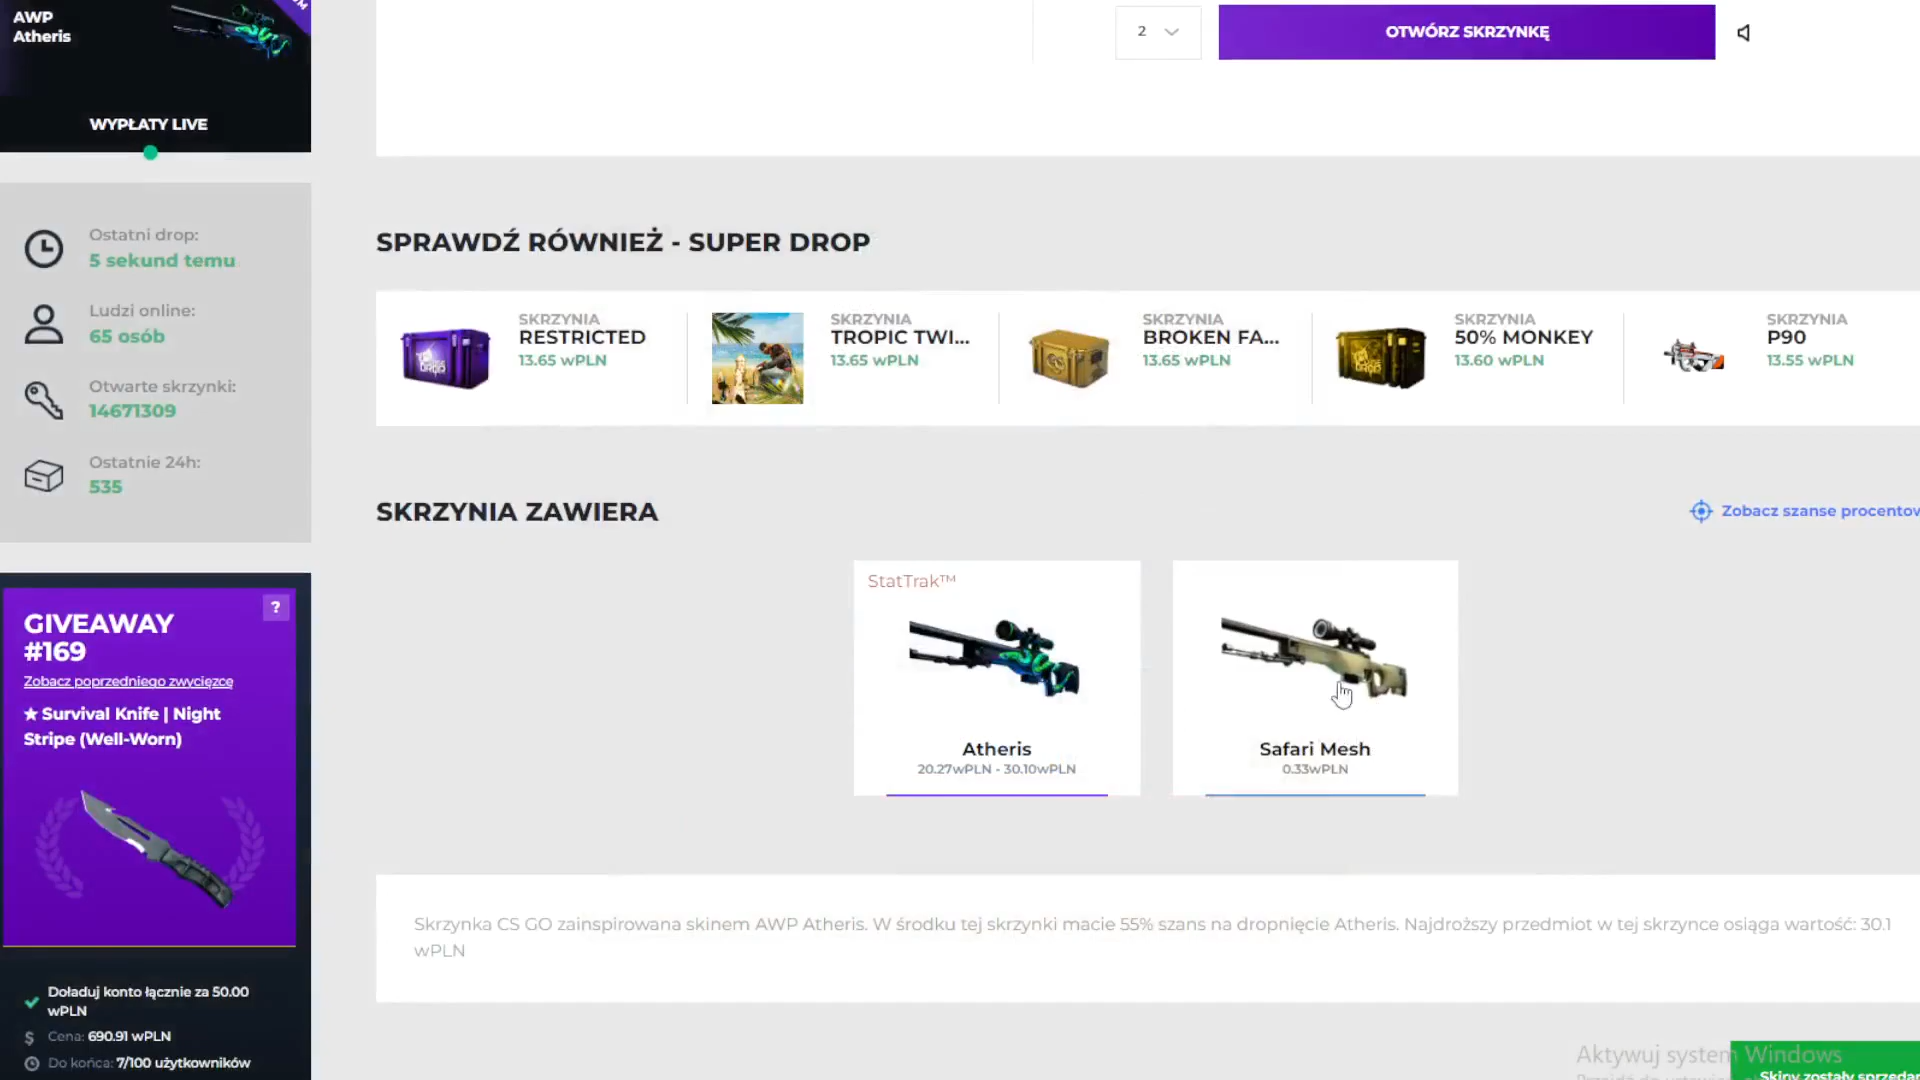 AWP
Atheris
WYPŁATY LIVE
Ostatni drop:
5 sekund temu
Ludzi online:
65 osób
Otwarte skrzynki:
14671309
Ostatnie 24h:
535
GIVEAWAY
#169
?
Zobacz poprzedniego zwycięzcę
★ Survival Knife | Night
Stripe (Well-Worn)
Doładuj konto łącznie za 50.00
wPLN
$ Cena: 690.91 wPLN
Do końca: 7/100 użytkowników
2
OTWÓRZ SKRZYNKĘ
SPRAWDŹ RÓWNIEŻ - SUPER DROP
SKRZYNIA
RESTRICTED
13.65 wPLN
SKRZYNIA
TROPIC TWI...
13.65 wPLN
SKRZYNIA
BROKEN FA...
13.65 wPLN
SKRZYNIA
50% MONKEY
13.60 wPLN
SKRZYNIA
P90
13.55 wPLN
SKRZYNIA ZAWIERA
Zobacz szanse procentow
StatTrak™
Atheris
20.27wPLN - 30.10wPLN
Safari Mesh
0.33wPLN
Skrzynka CS GO zainspirowana skinem AWP Atheris. W środku tej skrzynki macie 55% szans na dropnięcie Atheris. Najdroższy przedmiot w tej skrzynce osiąga wartość: 30.1
wPLN
Aktywuj system Windows
Skiny zostały sprzedan